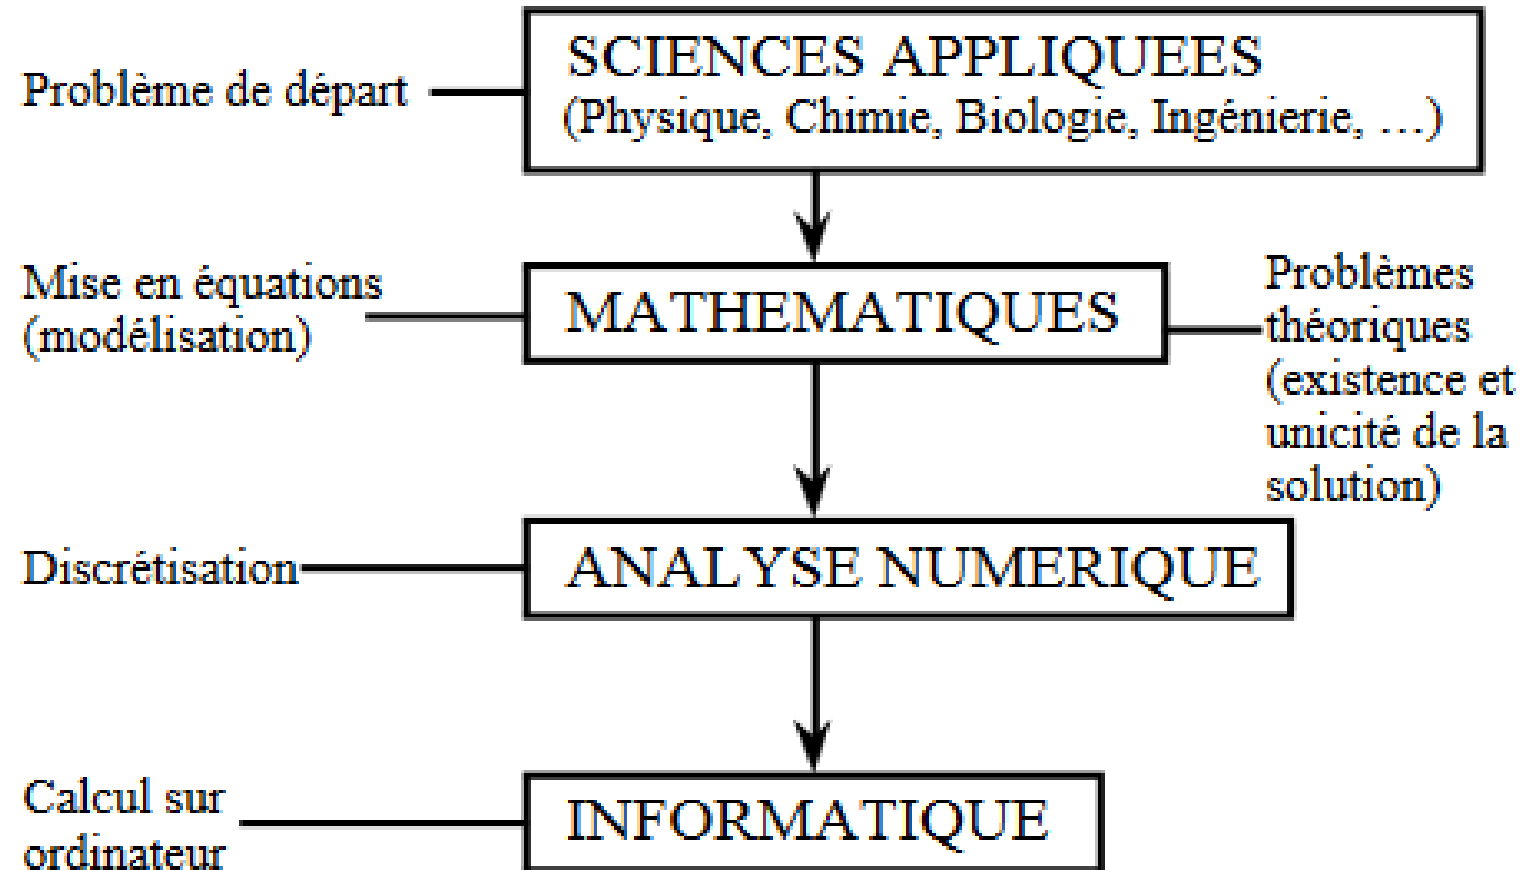 Problème de départ
SCIENCES APPLIQUEES
(Physique, Chimie, Biologie, Ingénierie, …)
Mise en équations
(modélisation)
MATHEMATIQUES
Problèmes
théoriques
(existence et
unicité de la
solution)
Discrétisation
ANALYSE NUMERIQUE
Calcul sur
ordinateur
INFORMATIQUE